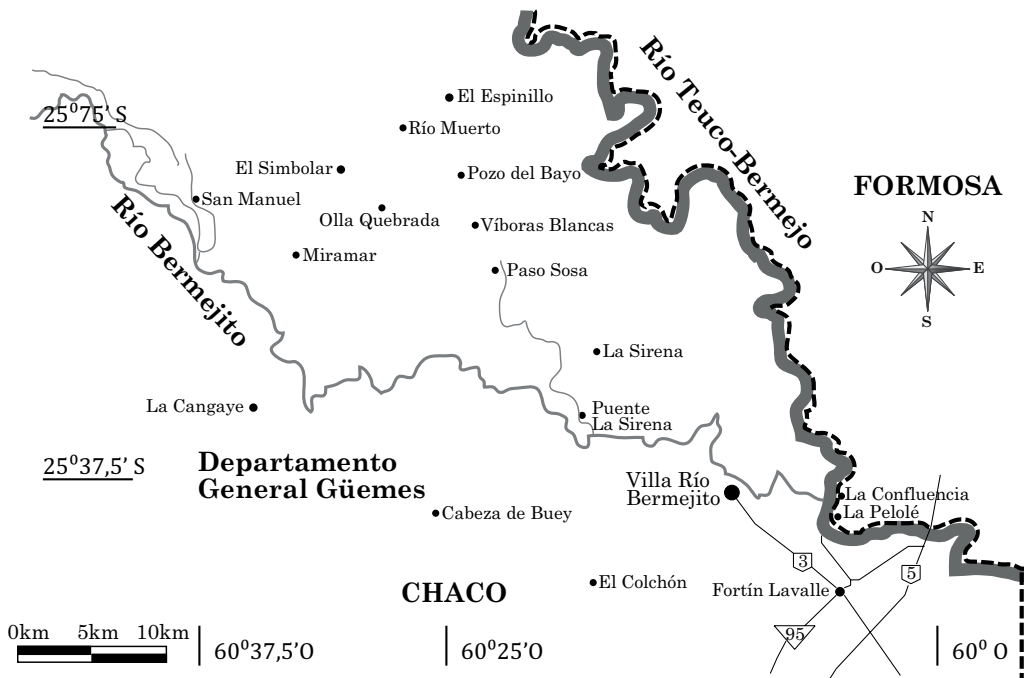 Río Teuco-Bermejo
El Espinillo
25⁰75’ S
Río Muerto
El Simbolar
Pozo del Bayo
FORMOSA
San Manuel
Olla Quebrada
Víboras Blancas
N
O
E
S
Río Bermejito
Miramar
Paso Sosa
La Sirena
La Cangaye
Puente
La Sirena
25⁰37,5’ S
Departamento
General Güemes
Villa Río
Bermejito
La Confluencia
La Pelolé
Cabeza de Buey
3
5
El Colchón
Fortín Lavalle
CHACO
95
0km 5km 10km
60⁰37,5’O
60⁰25’O
60⁰ O